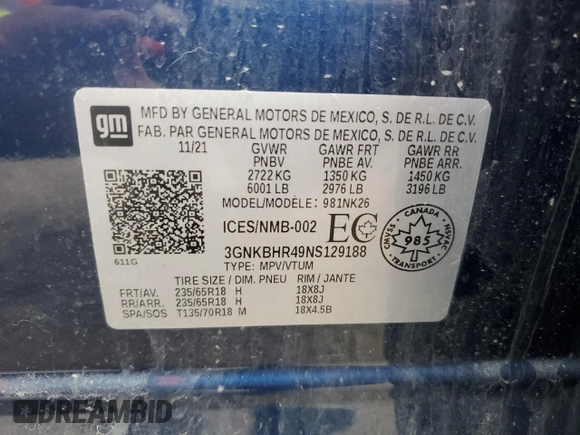 gm
MFD BY GENERAL MOTORS DE MEXICO, S. DE R.L. DE C.V.
FAB. PAR GENERAL MOTORS DE MEXICO, S. DE R.L. DE C.V.
11/21 GVWR GAWR FRT GAWR RR
PNBV PNBE AV. PNBE ARR.
2722 KG 1350 KG 1450 KG
6001 LB 2976 LB 3196 LB
MODEL/MODÈLE: 981NK26
ICES/NMB-002 EC
CANADA
985
NSVAC
TRANSPORT
611G
3GNKBHR49NS129188
TYPE: MPV/VTUM
TIRE SIZE / DIM. PNEU RIM / JANTE
FRT/AV. 235/65R18 H 18X8J
RR/ARR. 235/65R18 H 18X8J
SPA/SOS T135/70R18 M 18X4.5B
DREAMBID